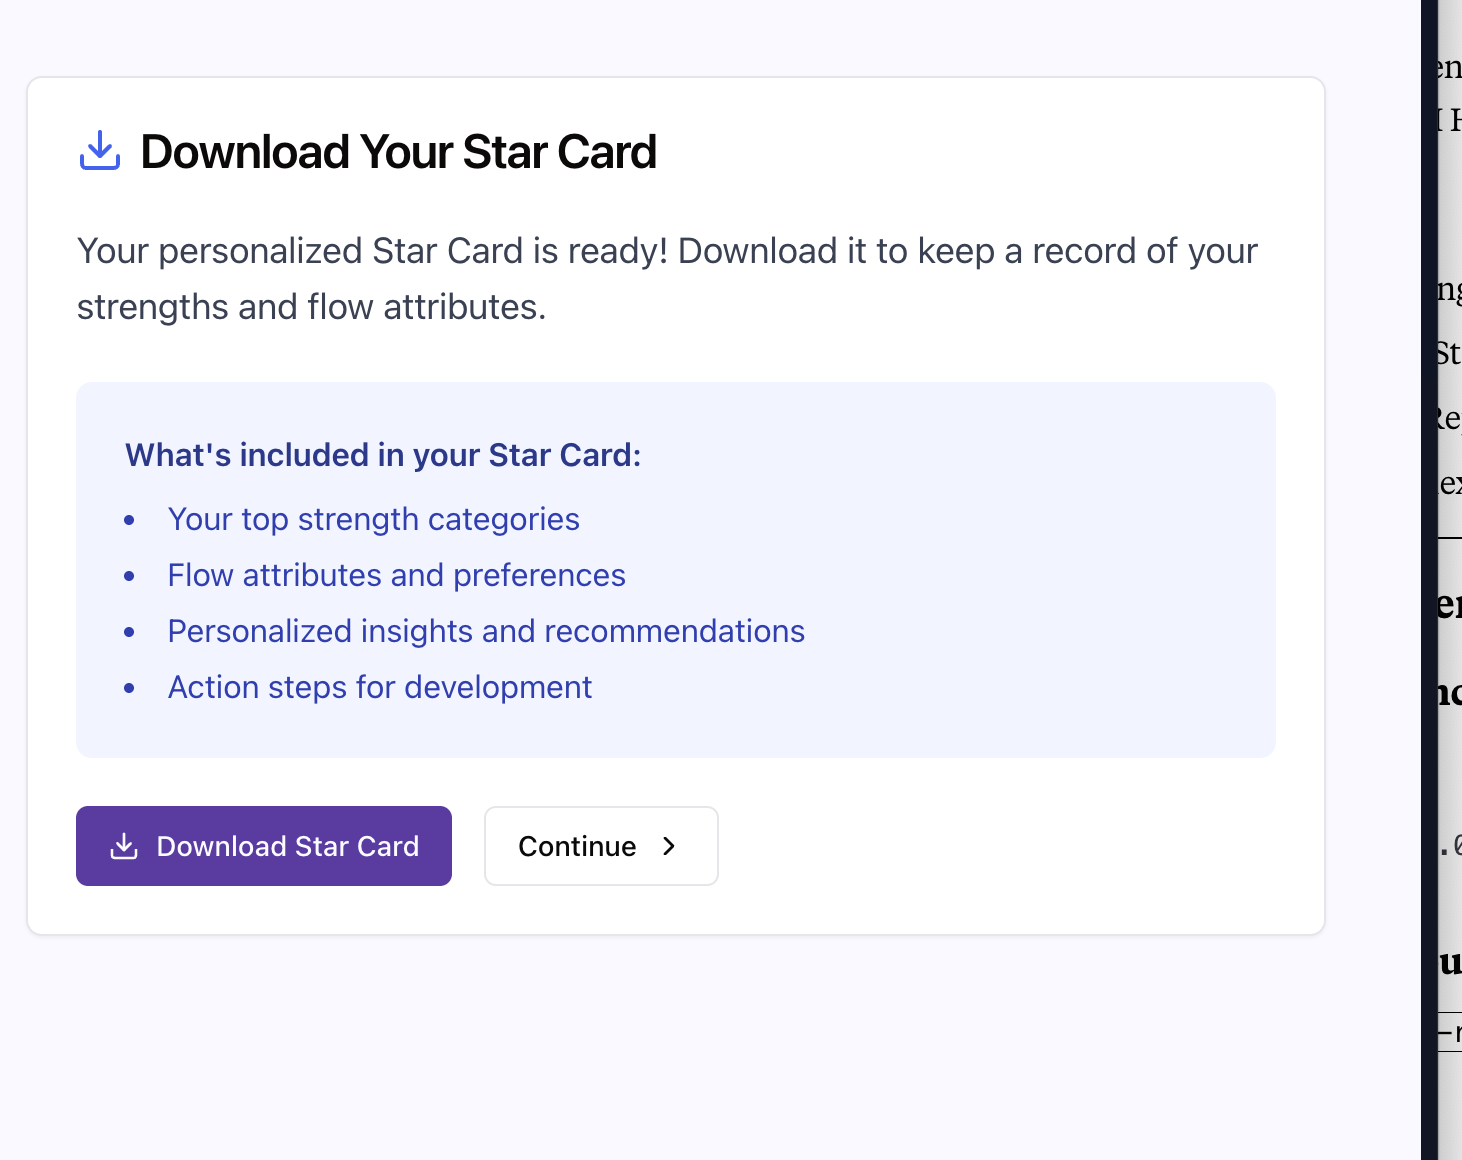 Download Your Star Card
Your personalized Star Card is ready! Download it to keep a record of your
strengths and flow attributes.
What's included in your Star Card:
• Your top strength categories
• Flow attributes and preferences
• Personalized insights and recommendations
• Action steps for development
Download Star Card
Continue